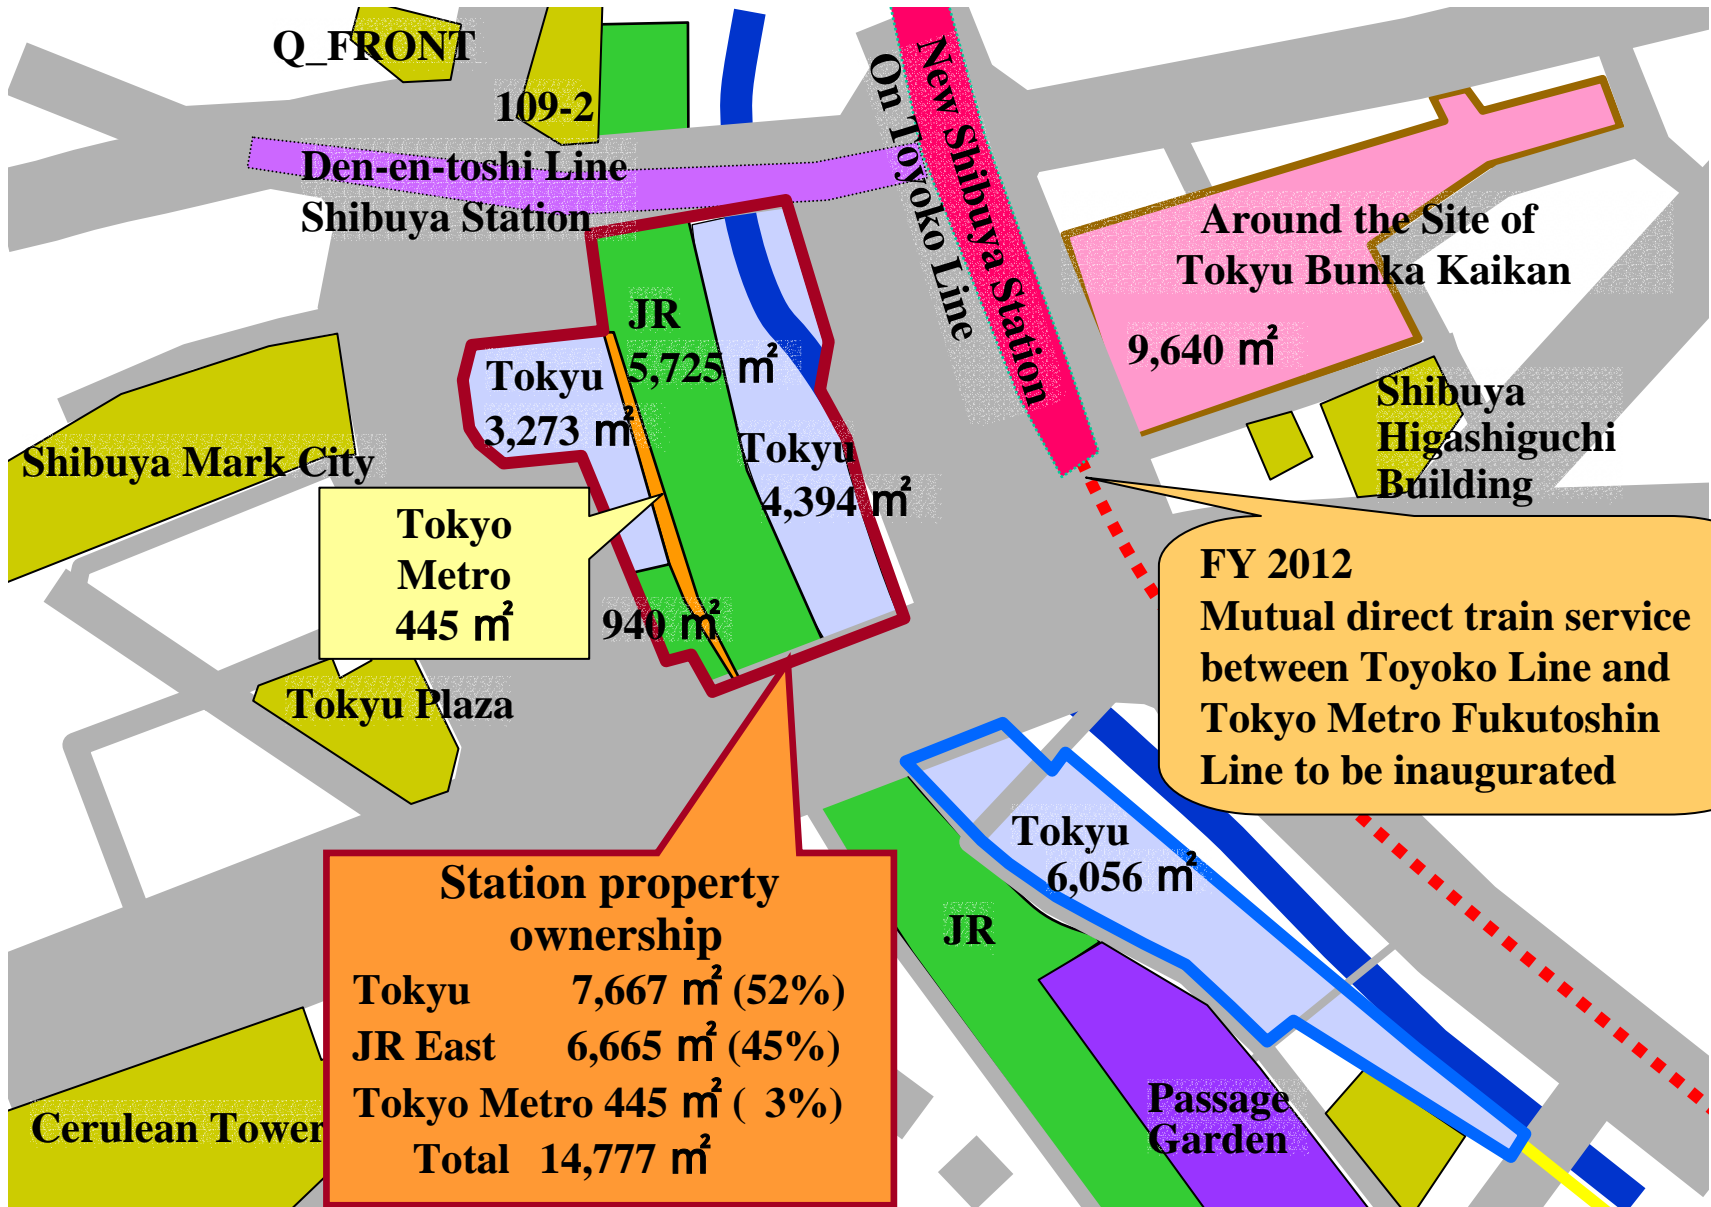 Q_FRONT
109-2
Den-en-toshi Line
Shibuya Station
New Shibuya Station
On Toyoko Line
Around the Site of
Tokyu Bunka Kaikan
9,640 ㎡
JR
5,725 ㎡
Tokyu
3,273 ㎡
Tokyu
4,394 ㎡
Shibuya
Higashiguchi
Building
Shibuya Mark City
Tokyo
Metro
445 ㎡
940 ㎡
FY 2012
Mutual direct train service
between Toyoko Line and
Tokyo Metro Fukutoshin
Line to be inaugurated
Tokyu Plaza
Tokyu
6,056 ㎡
JR
Station property
ownership
Tokyu 7,667 ㎡ (52%)
JR East 6,665 ㎡ (45%)
Tokyo Metro 445 ㎡ ( 3%)
Total 14,777 ㎡
Passage
Garden
Cerulean Tower